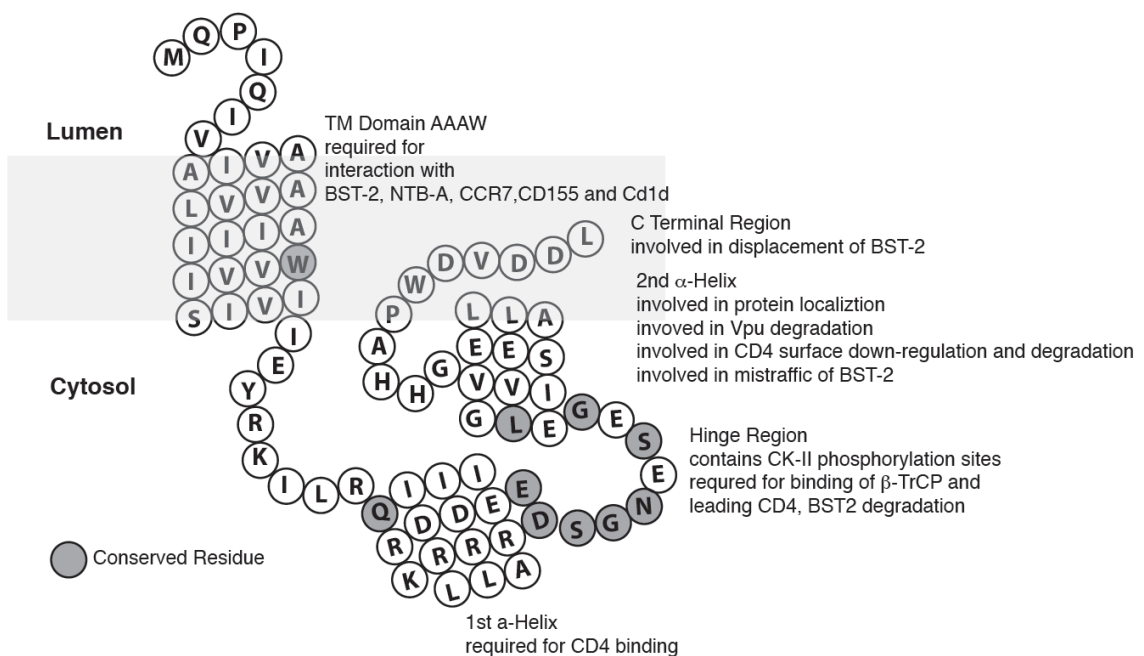 M Q P I Q I V
Lumen
A I V A
L V V A
I I I A
I V V W
S I V I
TM Domain AAAW
required for
interaction with
BST-2, NTB-A, CCR7,CD155 and Cd1d
C Terminal Region
involved in displacement of BST-2
2nd α-Helix
involved in protein localiztion
invoved in Vpu degradation
involved in CD4 surface down-regulation and degradation
involved in mistraffic of BST-2
Cytosol
I E Y R K I L R Q
I I I
R D D E E
K R R R D
L L A
S G N E S E G
L L A
E E S
V V I
G L E
G H H A P W D V D D L
Hinge Region
contains CK-II phosphorylation sites
requred for binding of β-TrCP and
leading CD4, BST2 degradation
Conserved Residue
1st a-Helix
required for CD4 binding